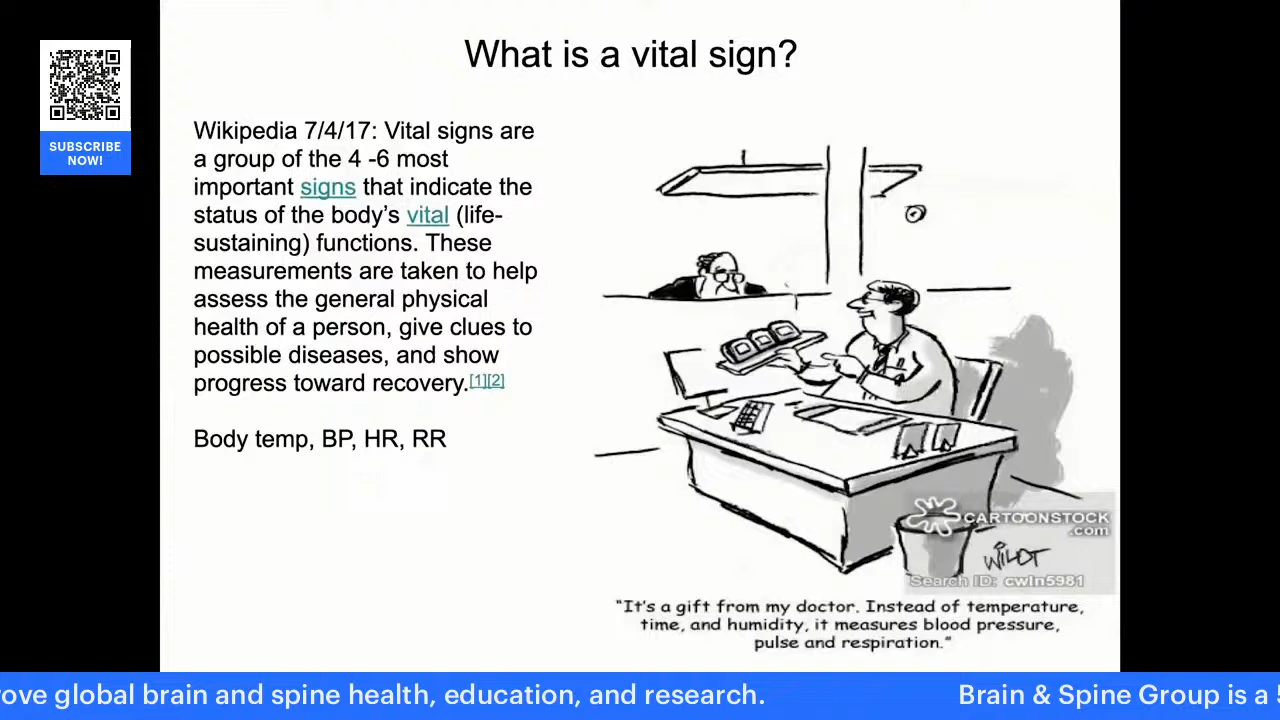 What is a vital sign?
SUBSCRIBE
NOW!
Wikipedia 7/4/17: Vital signs are
a group of the 4 -6 most
important signs that indicate the
status of the body’s vital (life-
sustaining) functions. These
measurements are taken to help
assess the general physical
health of a person, give clues to
possible diseases, and show
progress toward recovery.[1][2]
Body temp, BP, HR, RR
CARTOONSTOCK
.com
WILDT
Search ID: cwln5981
“It’s a gift from my doctor. Instead of temperature,
time, and humidity, it measures blood pressure,
pulse and respiration.”
ove global brain and spine health, education, and research. Brain & Spine Group is a